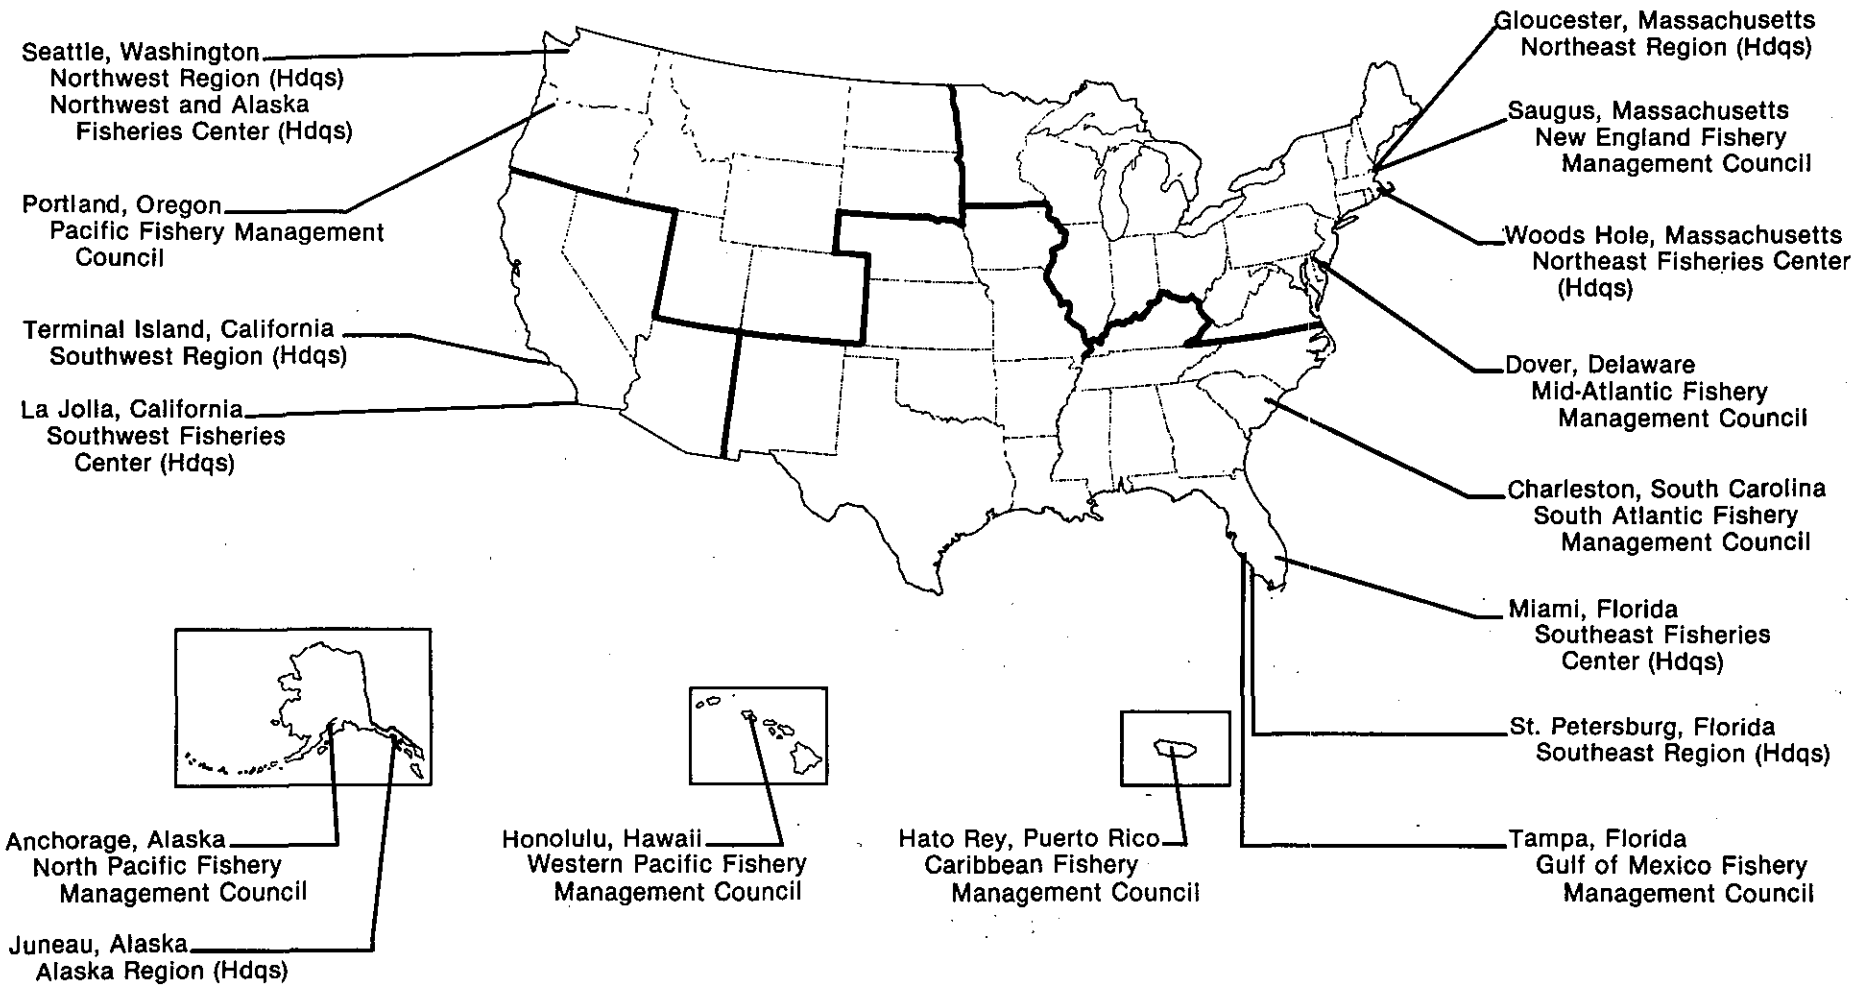 Seattle, Washington
Northwest Region (Hdqs)
Northwest and Alaska
Fisheries Center (Hdqs)
Portland, Oregon
Pacific Fishery Management
Council
Terminal Island, California
Southwest Region (Hdqs)
La Jolla, California
Southwest Fisheries
Center (Hdqs)
Gloucester, Massachusetts
Northeast Region (Hdqs)
Saugus, Massachusetts
New England Fishery
Management Council
Woods Hole, Massachusetts
Northeast Fisheries Center
(Hdqs)
Dover, Delaware
Mid-Atlantic Fishery
Management Council
Charleston, South Carolina
South Atlantic Fishery
Management Council
Miami, Florida
Southeast Fisheries
Center (Hdqs)
St. Petersburg, Florida
Southeast Region (Hdqs)
Tampa, Florida
Gulf of Mexico Fishery
Management Council
Anchorage, Alaska
North Pacific Fishery
Management Council
Juneau, Alaska
Alaska Region (Hdqs)
Honolulu, Hawaii
Western Pacific Fishery
Management Council
Hato Rey, Puerto Rico
Caribbean Fishery
Management Council